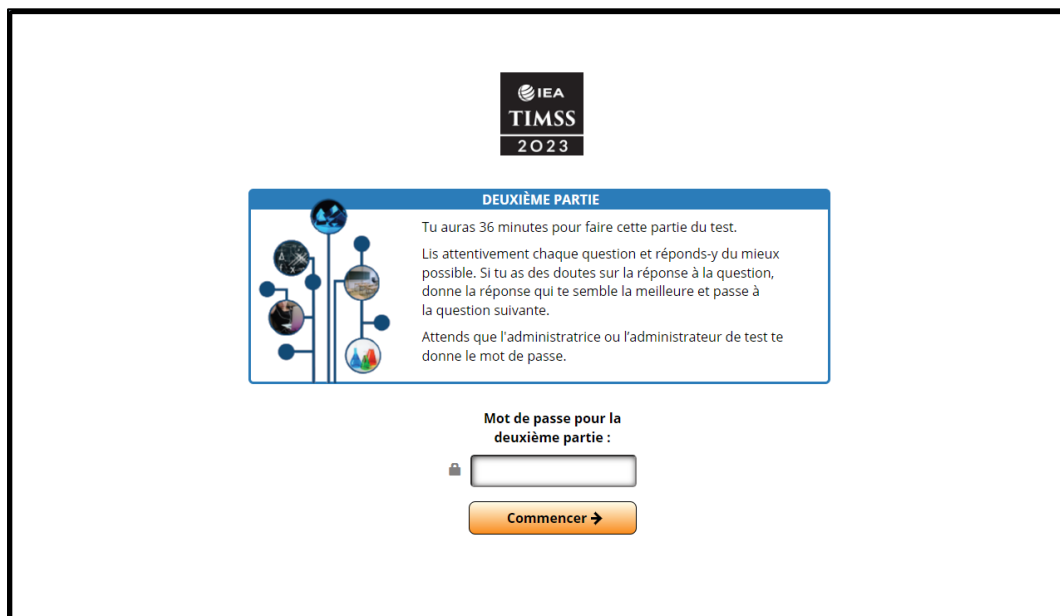 IEA
TIMSS
2023
DEUXIÈME PARTIE
Tu auras 36 minutes pour faire cette partie du test.
Lis attentivement chaque question et réponds-y du mieux
possible. Si tu as des doutes sur la réponse à la question,
donne la réponse qui te semble la meilleure et passe à
la question suivante.
Attends que l'administratrice ou l’administrateur de test te
donne le mot de passe.
Mot de passe pour la
deuxième partie :
Commencer →